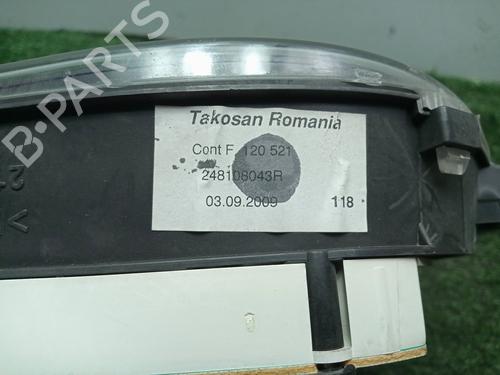 B-PARTS
Takosan Romania
Cont F. 120 521
248108043R
03.09.2009 118